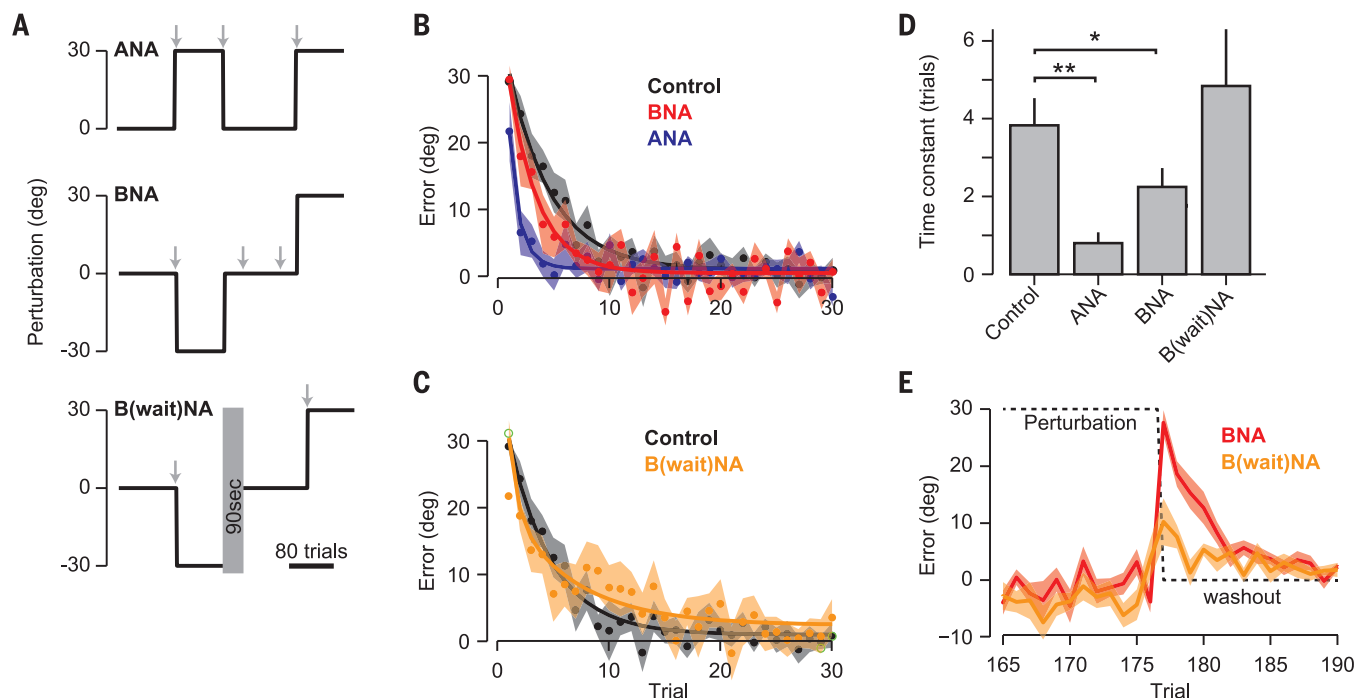 A
ANA
30
0
BNA
30
0
-30
B(wait)NA
30
0
-30
90sec
80 trials
Perturbation (deg)
B
Control
BNA
ANA
Error (deg)
30
20
10
0
10
20
30
C
Control
B(wait)NA
Error (deg)
30
20
10
0
0
10
20
30
Trial
D
Time constant (trials)
6
4
2
0
*
**
Control
ANA
BNA
B(wait)NA
E
Error (deg)
30
20
10
0
−10
Perturbation
BNA
B(wait)NA
washout
165
170
175
180
185
190
Trial